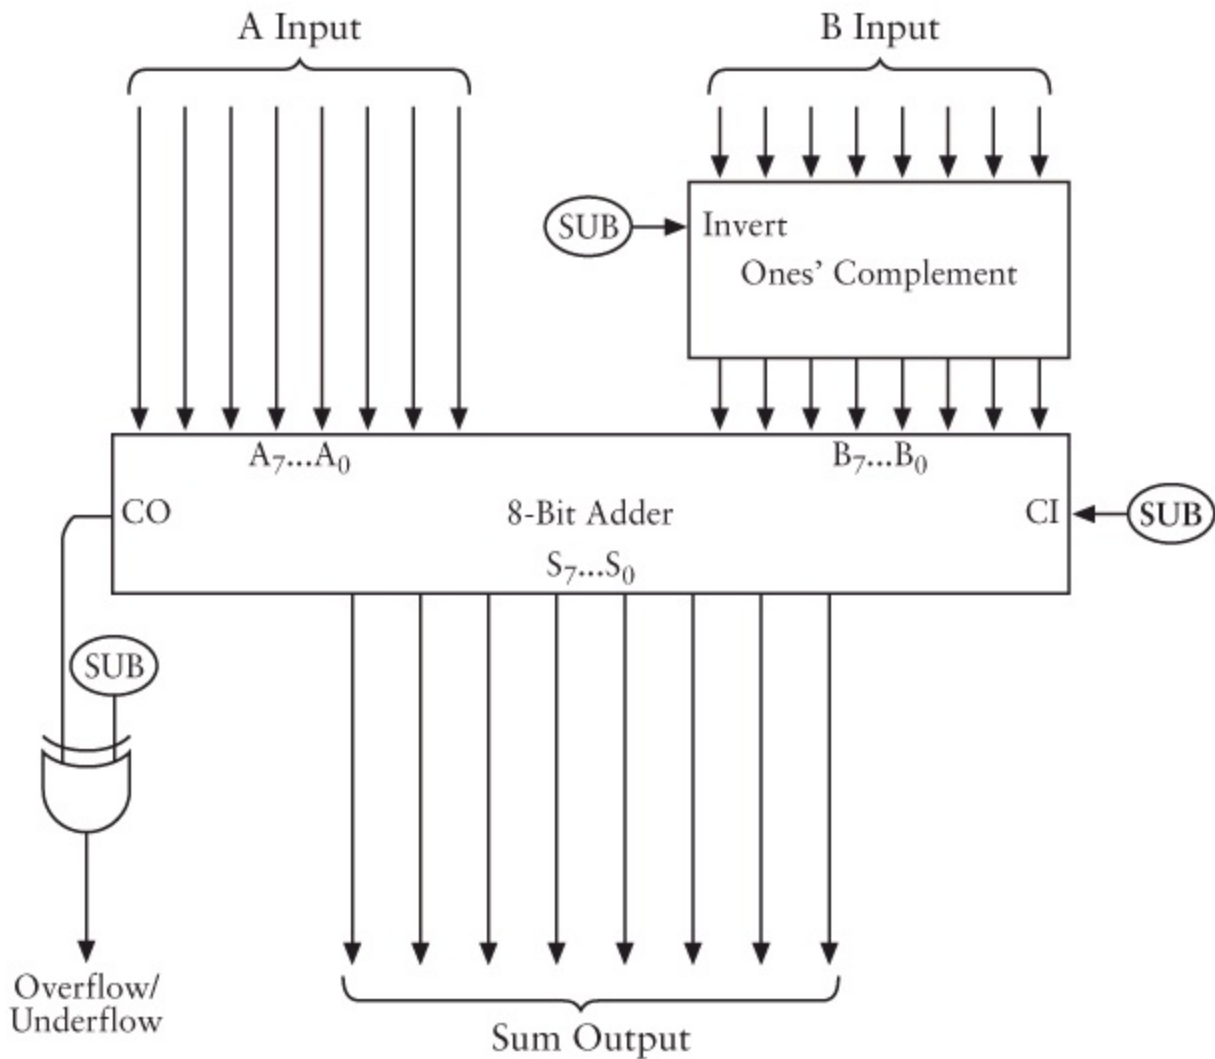 A Input
B Input
SUB
Invert
Ones’ Complement
A₇...A₀
B₇...B₀
CO
8-Bit Adder
CI
SUB
S₇...S₀
SUB
Overflow/
Underflow
Sum Output